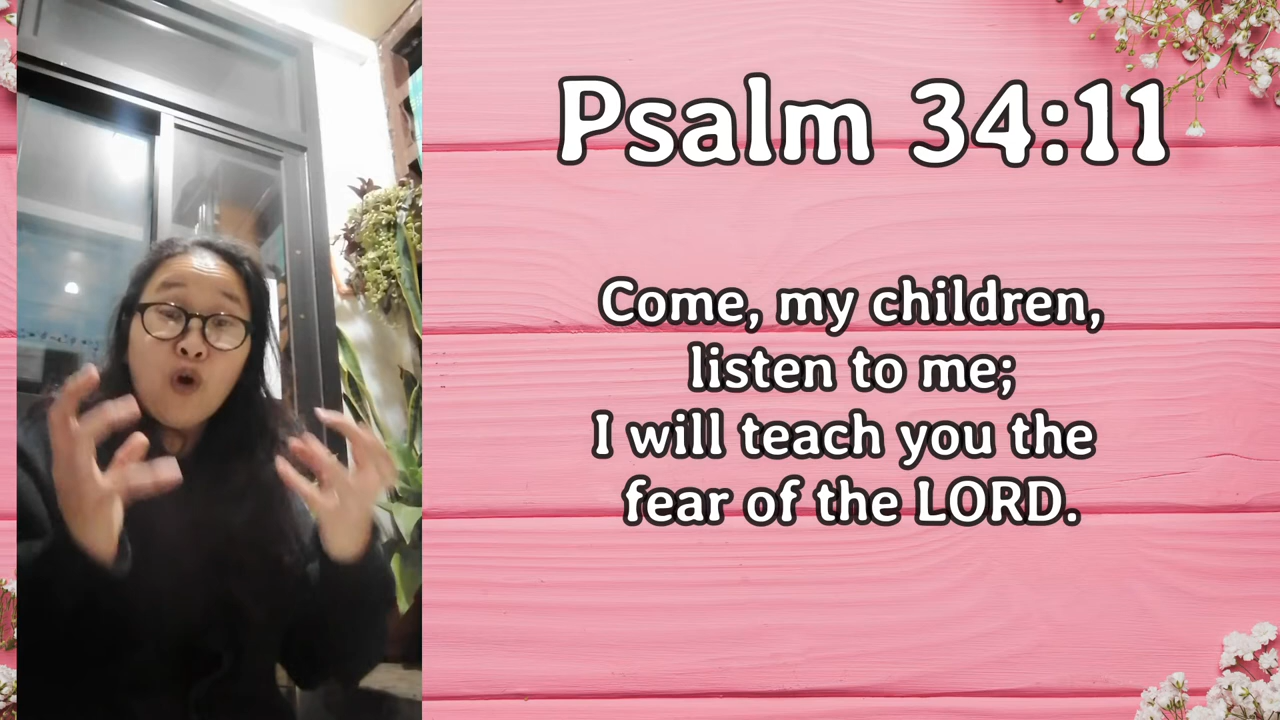 Psalm 34:11
Come, my children,
listen to me;
I will teach you the
fear of the LORD.